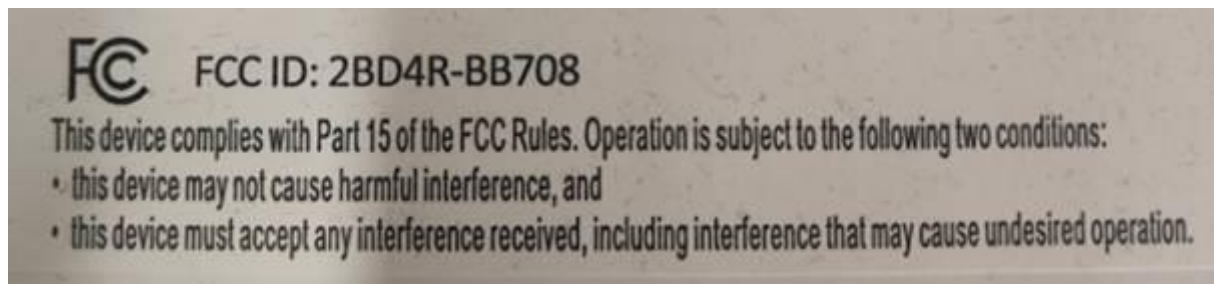 FC FCC ID: 2BD4R-BB708
This device complies with Part 15 of the FCC Rules. Operation is subject to the following two conditions:
• this device may not cause harmful interference, and
• this device must accept any interference received, including interference that may cause undesired operation.